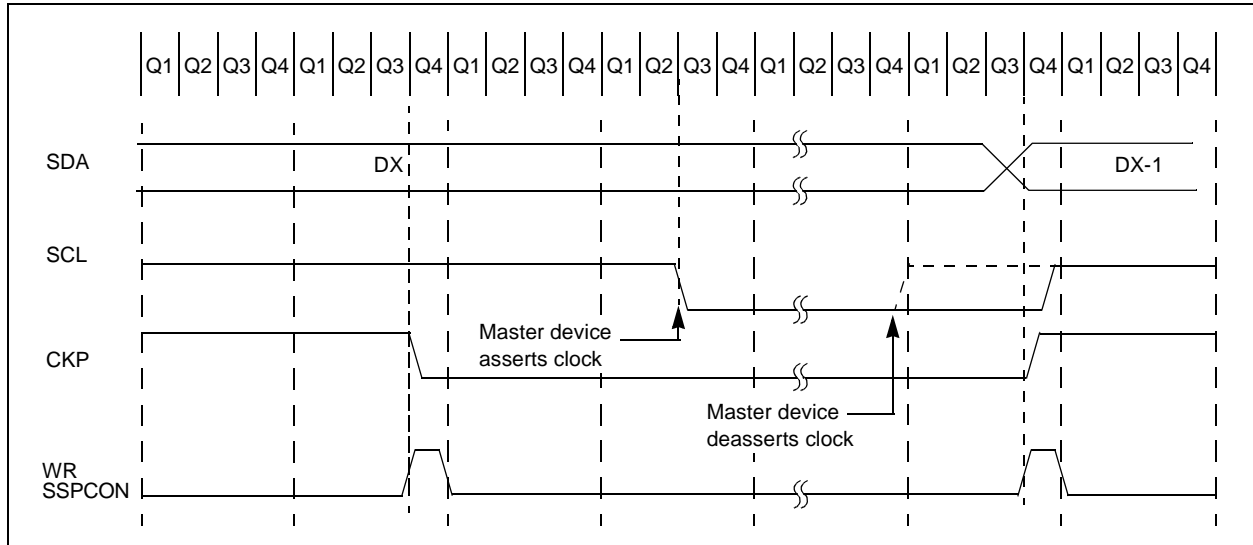 Q1 Q2 Q3 Q4 Q1 Q2 Q3 Q4 Q1 Q2 Q3 Q4 Q1 Q2 Q3 Q4 Q1 Q2 Q3 Q4 Q1 Q2 Q3 Q4 Q1 Q2 Q3 Q4
SDA
DX
DX-1
SCL
Master device
asserts clock
CKP
Master device
deasserts clock
WR
SSPCON